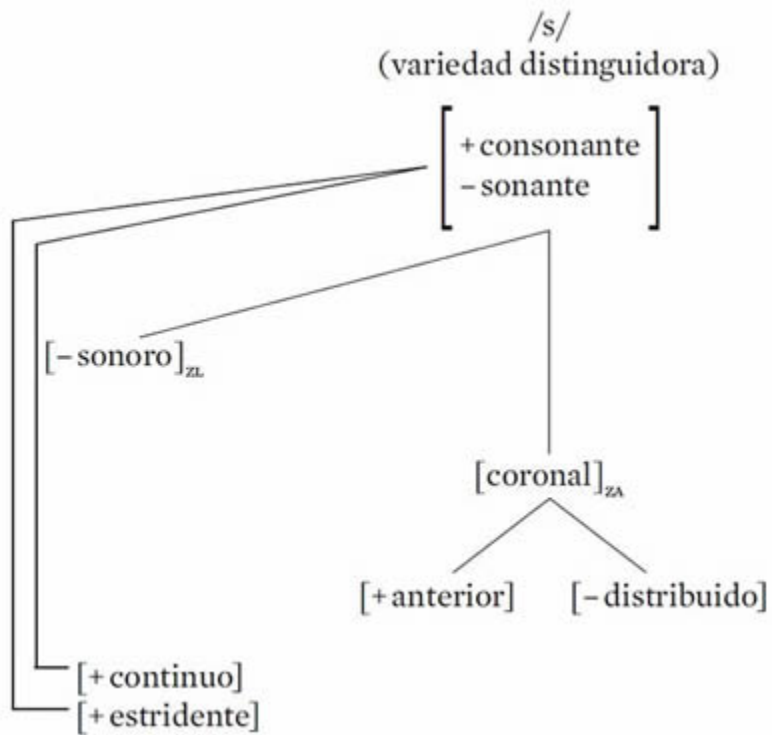 /s/
(variedad distinguidora)
+consonante
−sonante
[−sonoro]ZL
[coronal]ZA
[+anterior] [−distribuido]
[+continuo]
[+estridente]